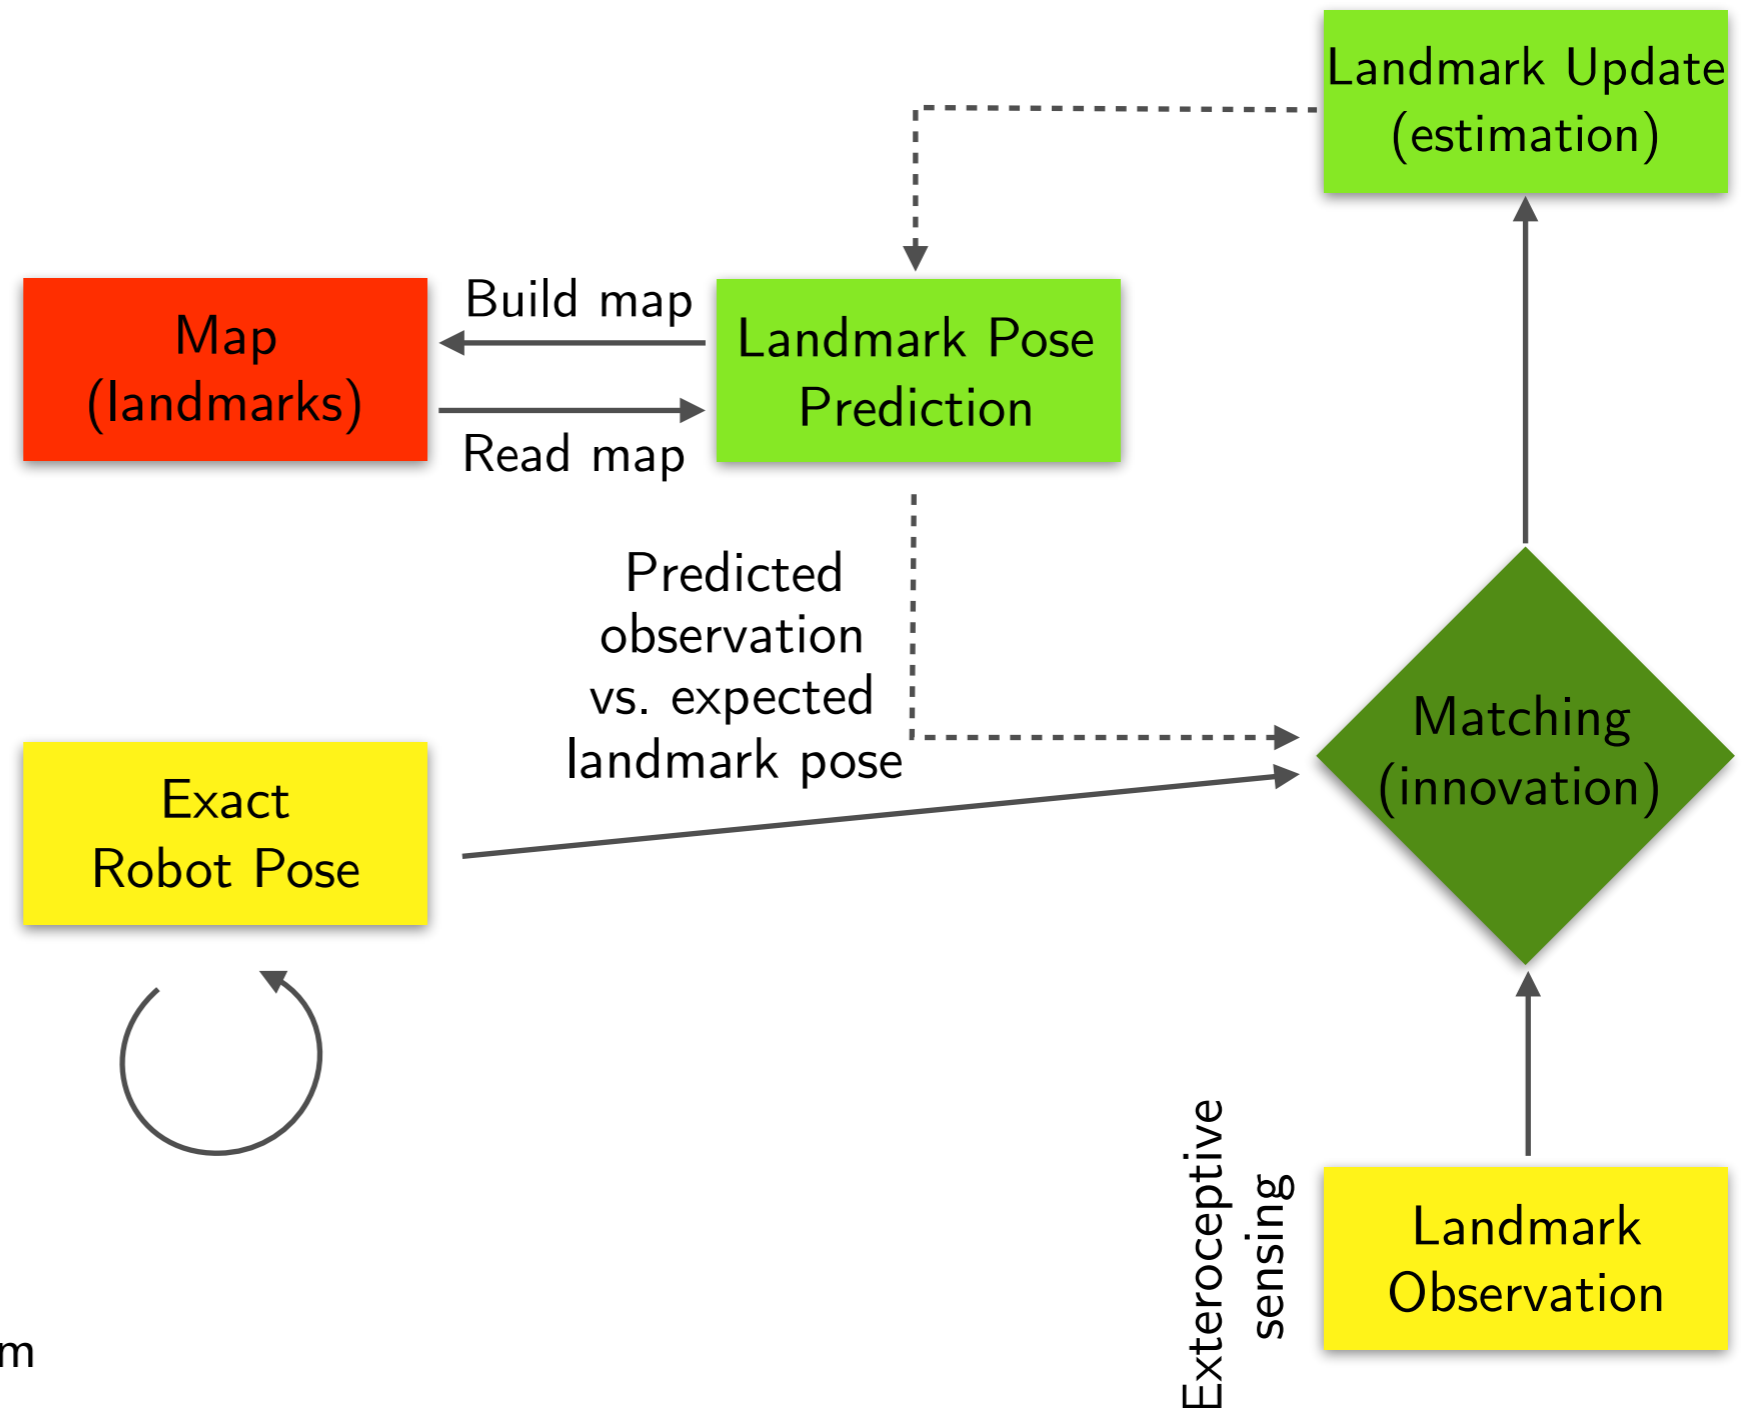 Landmark Update
(estimation)
Build map
Map
(landmarks)
Landmark Pose
Prediction
Read map
Predicted
observation
vs. expected
landmark pose
Matching
(innovation)
Exact
Robot Pose
Exteroceptive
sensing
Landmark
Observation
m